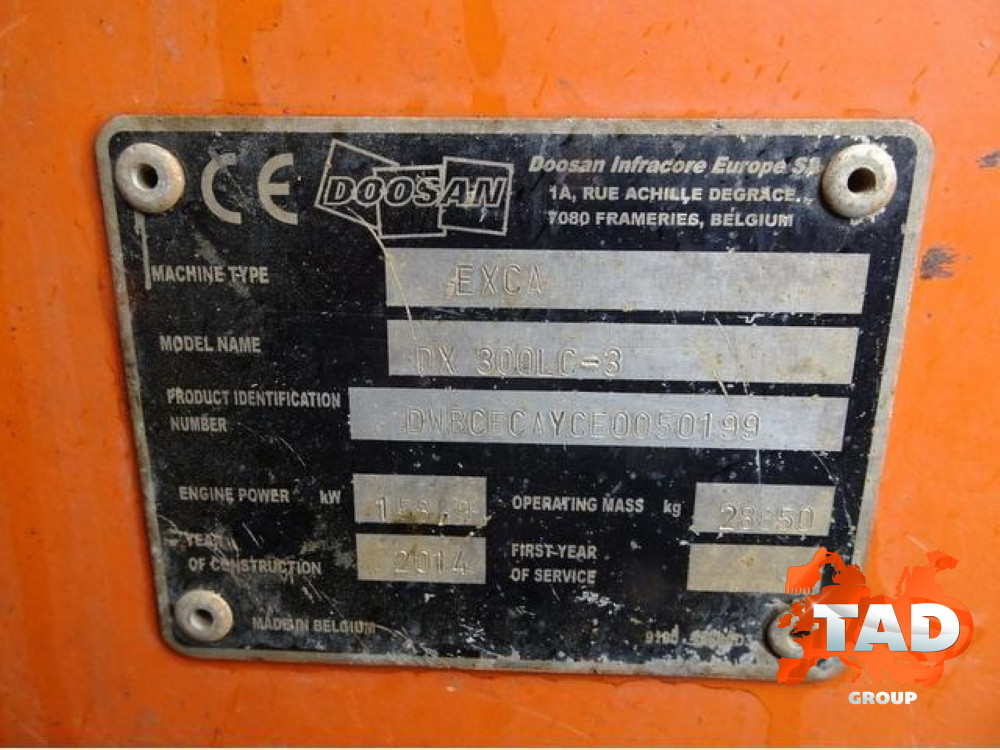 CE DOOSAN
Doosan Infracore Europe
1A, RUE ACHILLE DEGRACE,
7080 FRAMERIES, BELGIUM
MACHINE TYPE EXCA
MODEL NAME DX 300LC-3
PRODUCT IDENTIFICATION
NUMBER
ENGINE POWER kW
OPERATING MASS kg
YEAR
OF CONSTRUCTION 2014
FIRST YEAR
OF SERVICE
MADE IN BELGIUM
TAD
GROUP